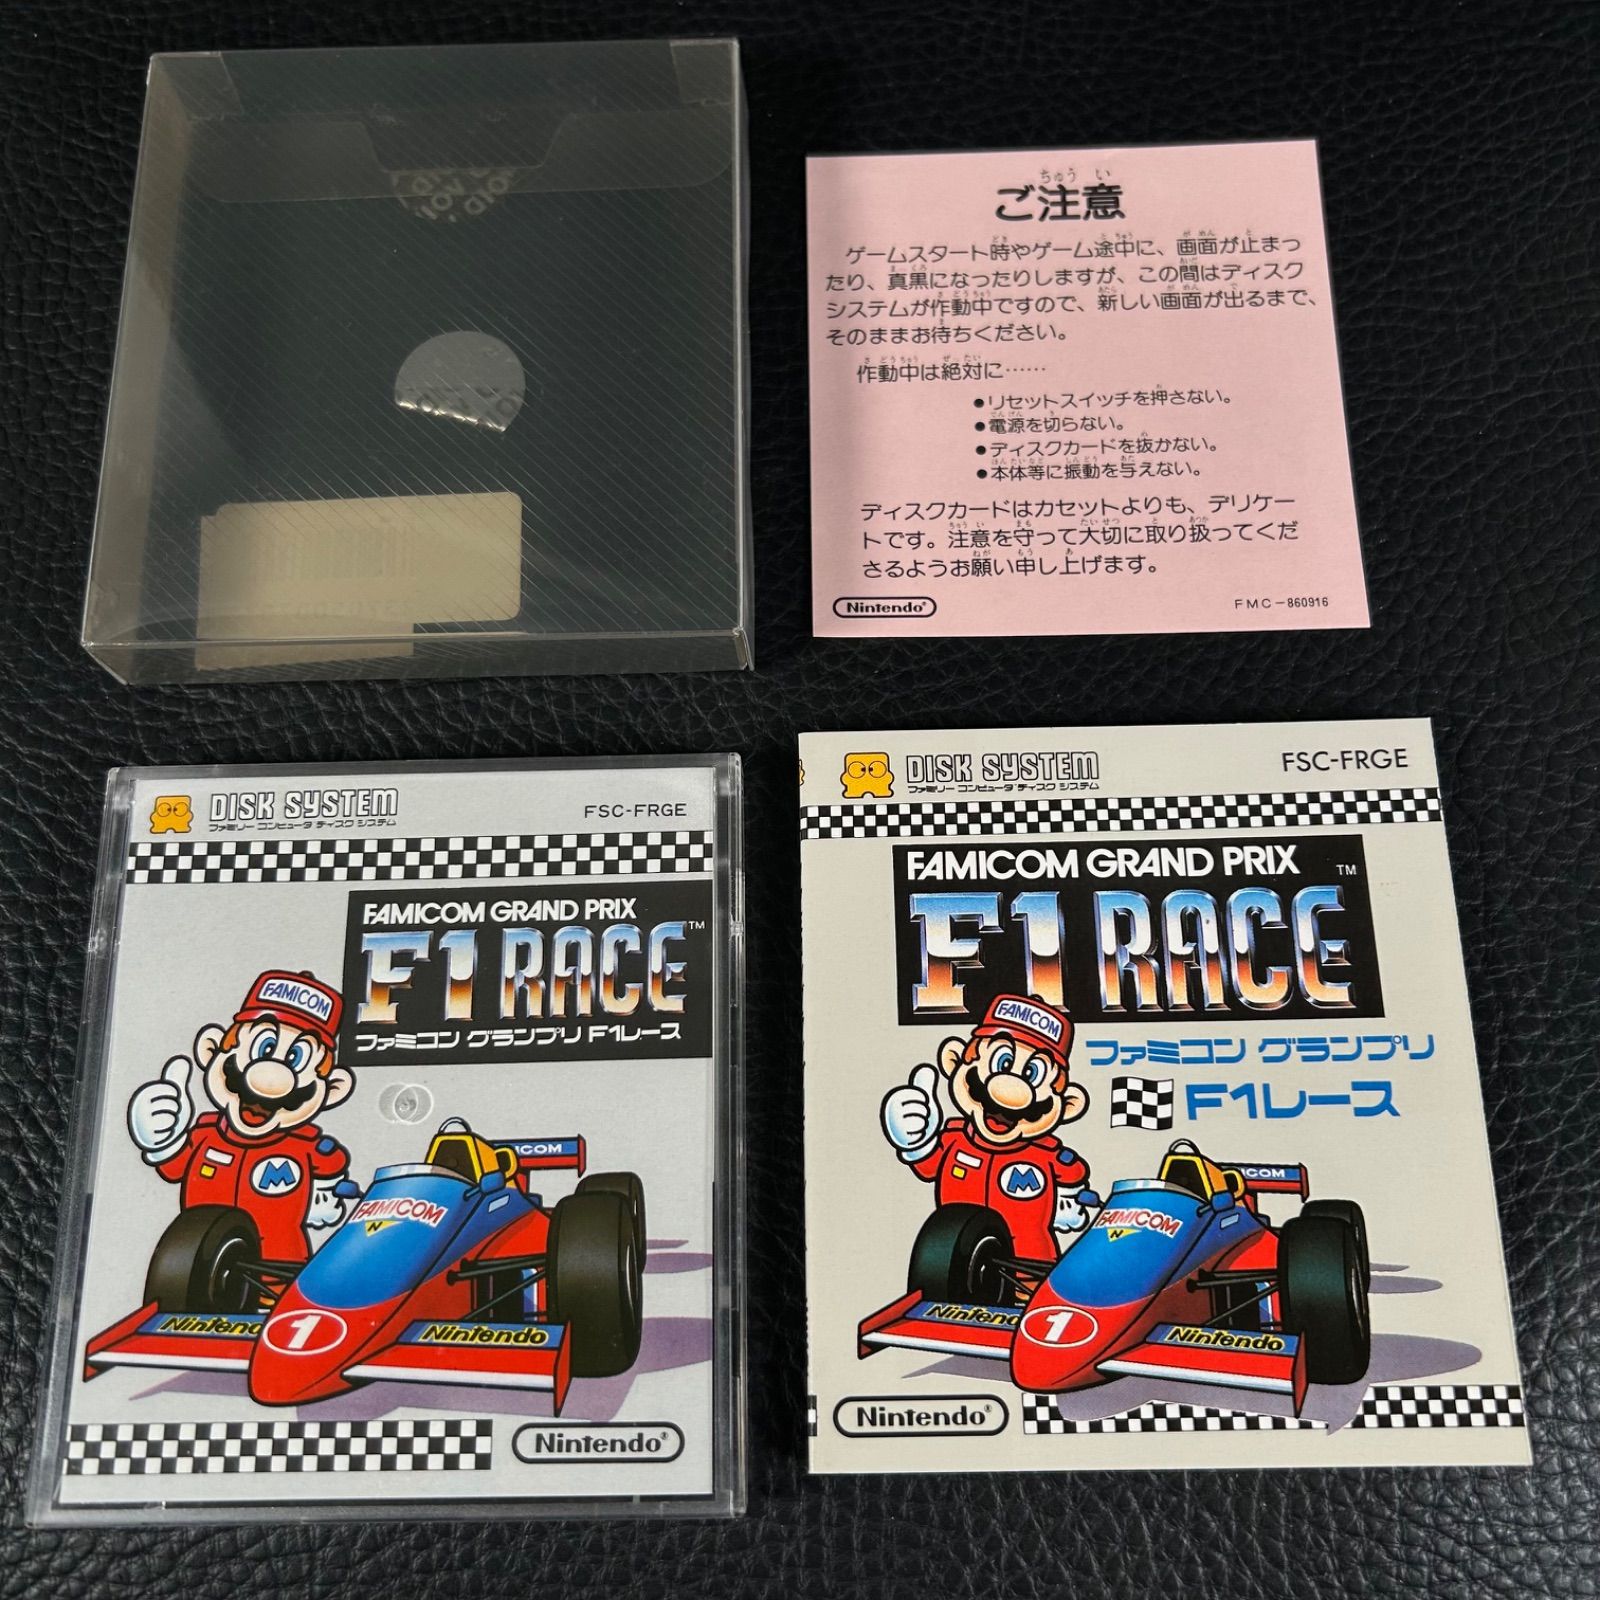 ちゅう い
ご注意
ゲームスタート時やゲーム途中に、画面が止まっ
たり、真黒になったりしますが、この間はディスク
システムが作動中ですので、新しい画面が出るまで、
そのままお待ちください。
作動中は絶対に……
●リセットスイッチを押さない。
●電源を切らない。
●ディスクカードを抜かない。
●本体等に振動を与えない。
ディスクカードはカセットよりも、デリケー
トです。注意を守って大切に取り扱ってくだ
さるようお願い申し上げます。
Nintendo®
FMC-860916
DISK SYSTEM
ファミリー コンピュータ ディスク システム
FSC-FRGE
FAMICOM GRAND PRIX
F1 RACE™
ファミコン グランプリ F1レース
FAMICOM
M
ICOM
FAMICOM
N
Nintendo
1
Nintendo
Nintendo®
DISK SYSTEM
ファミリー コンピュータ ディスク システム
FSC-FRGE
FAMICOM GRAND PRIX™
F1 RACE
FAMICOM
ファミコン グランプリ
F1レース
M
ICOM
FAMICOM
N
Nintendo
1
Nintendo
Nintendo®